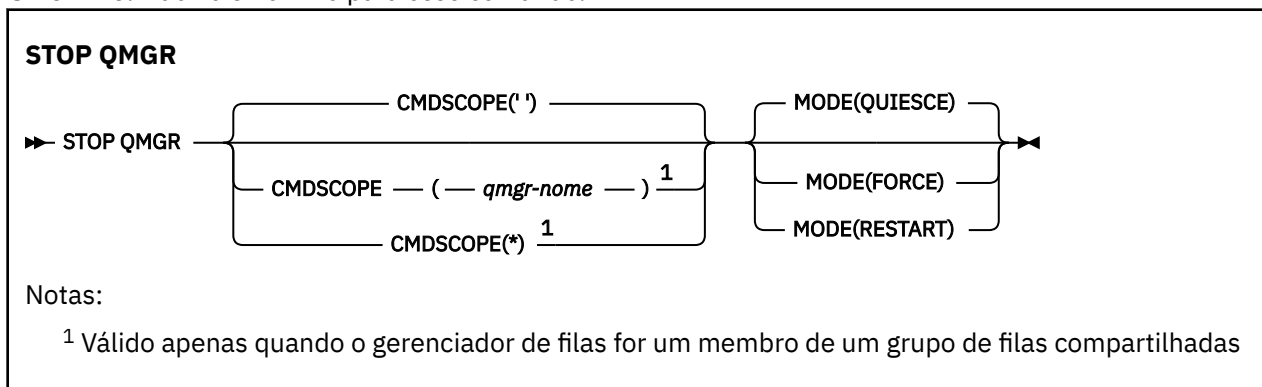 STOP QMGR
CMDSCOPE(' ')
MODE(QUIESCE)
STOP QMGR
CMDSCOPE ( qmgr-nome ) 1
MODE(FORCE)
CMDSCOPE(*) 1
MODE(RESTART)
Notas:
1 Válido apenas quando o gerenciador de filas for um membro de um grupo de filas compartilhadas